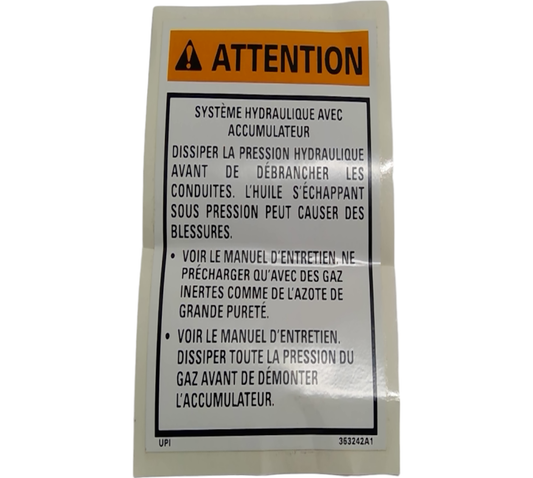 ATTENTION
SYSTÈME HYDRAULIQUE AVEC
ACCUMULATEUR
DISSIPER LA PRESSION HYDRAULIQUE
AVANT DE DÉBRANCHER LES
CONDUITES. L'HUILE S'ÉCHAPPANT
SOUS PRESSION PEUT CAUSER DES
BLESSURES.
• VOIR LE MANUEL D'ENTRETIEN, NE
PRÉCHARGER QU'AVEC DES GAZ
INERTES COMME DE L'AZOTE DE
GRANDE PURETÉ.
• VOIR LE MANUEL D'ENTRETIEN.
DISSIPER TOUTE LA PRESSION DU
GAZ AVANT DE DÉMONTER
L'ACCUMULATEUR.
UPI 363242A1